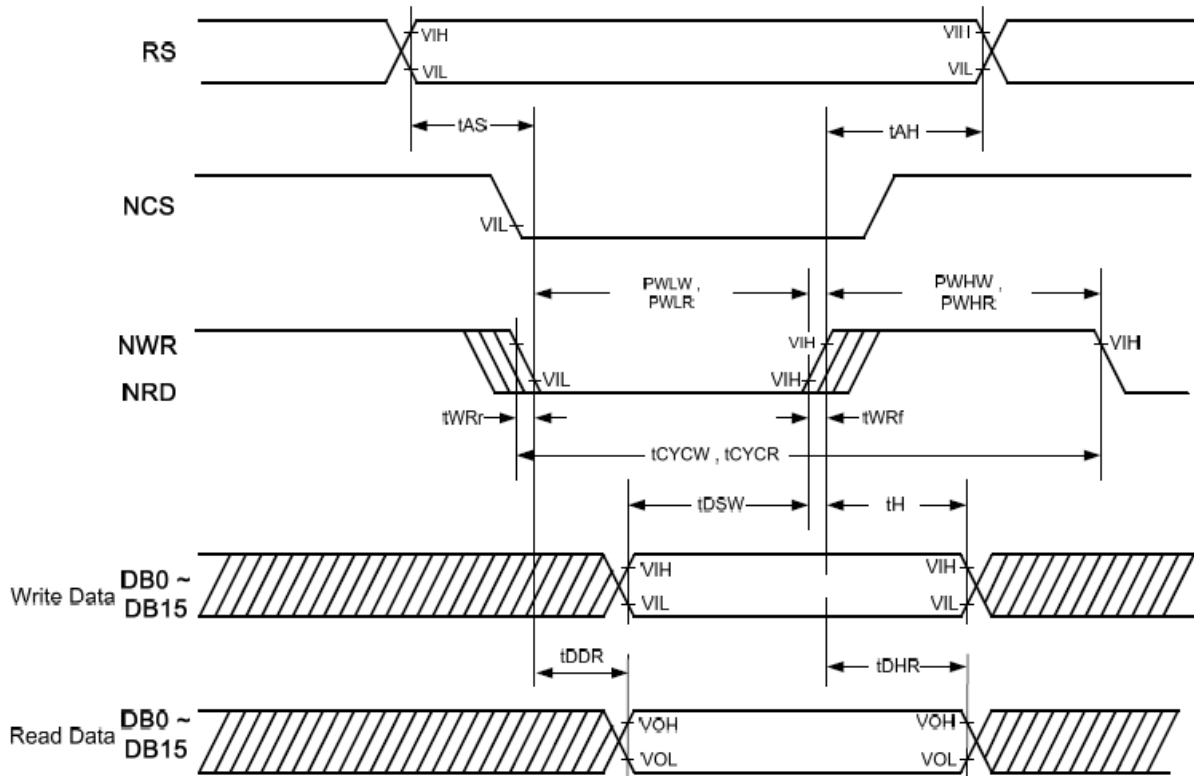 RS
VIH
VIL
VIH
VIL
tAS
tAH
NCS
VIL
PWLW ,
PWLR
PWHW ,
PWHR
NWR
NRD
VIL
VIH
VIH
VIH
tWRr
tWRf
tCYCW , tCYCR
tDSW
tH
Write Data DB0 ~
DB15
VIH
VIL
VIH
VIL
tDDR
tDHR
Read Data DB0 ~
DB15
VOH
VOL
VOH
VOL